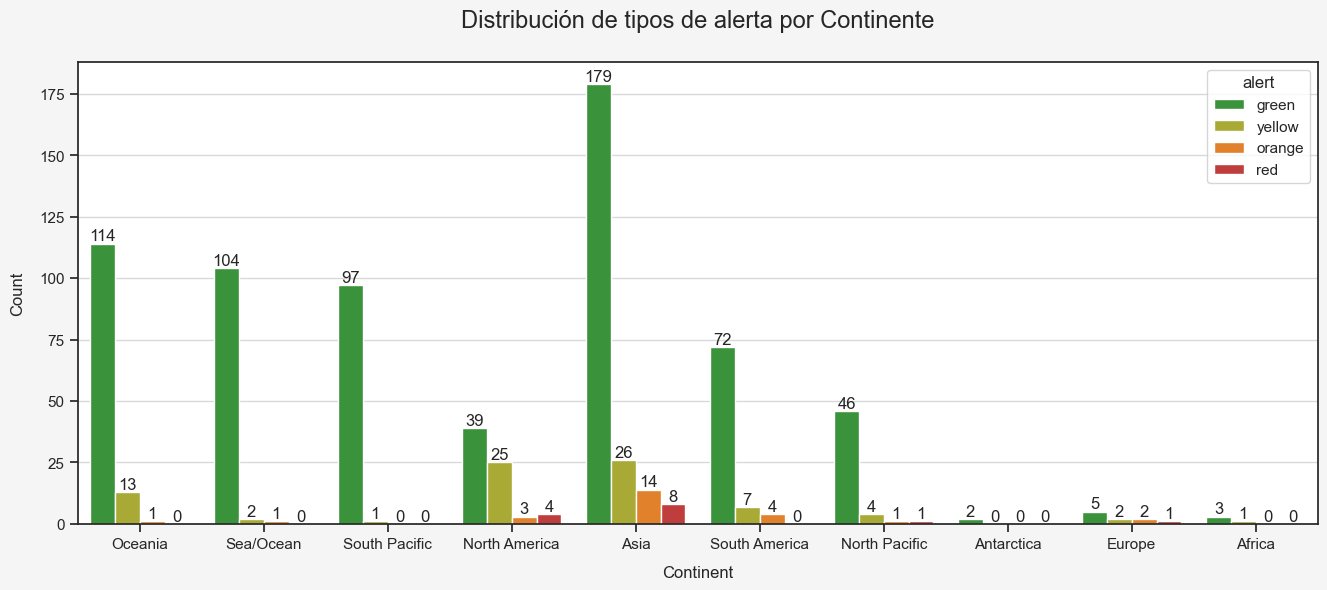 Distribución de tipos de alerta por Continente
alert
green
yellow
orange
red
Count
175
150
125
100
75
50
25
0
114 13 1 0
104 2 1 0
97 1 0 0
39 25 3 4
179 26 14 8
72 7 4 0
46 4 1 1
2 0 0 0
5 2 2 1
3 1 0 0
Oceania Sea/Ocean South Pacific North America Asia South America North Pacific Antarctica Europe Africa
Continent